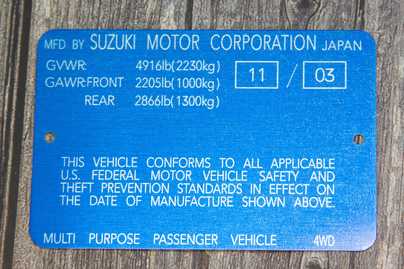 MFD BY SUZUKI MOTOR CORPORATION JAPAN
GVWR: 4916lb(2230kg) 11 / 03
GAWR:FRONT 2205lb(1000kg)
REAR 2866lb(1300kg)
THIS VEHICLE CONFORMS TO ALL APPLICABLE
U.S. FEDERAL MOTOR VEHICLE SAFETY AND
THEFT PREVENTION STANDARDS IN EFFECT ON
THE DATE OF MANUFACTURE SHOWN ABOVE.
MULTI PURPOSE PASSENGER VEHICLE 4WD